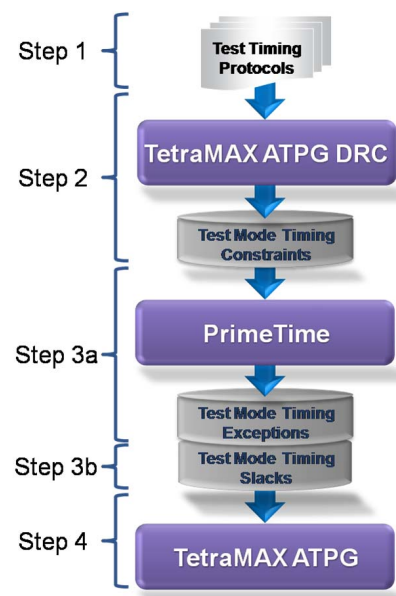 Step 1
Test Timing
Protocols
Step 2
TetraMAX ATPG DRC
Test Mode Timing
Constraints
Step 3a
PrimeTime
Test Mode Timing
Exceptions
Step 3b
Test Mode Timing
Slacks
Step 4
TetraMAX ATPG